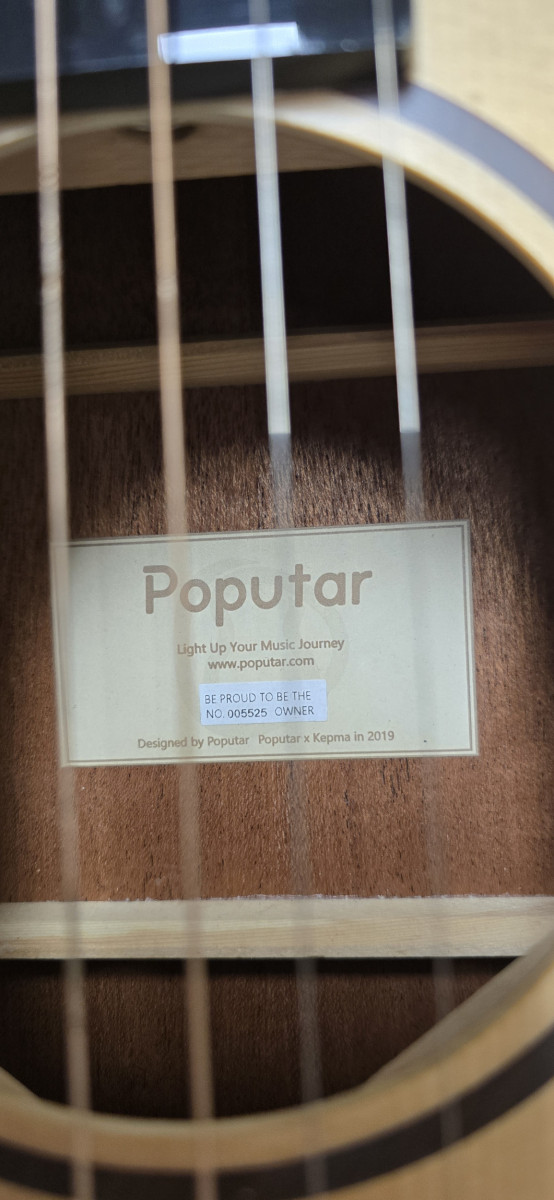 Poputar
Light Up Your Music Journey
www.poputar.com
BE PROUD TO BE THE
NO. 005525 OWNER
Designed by Poputar Poputar x Kepma in 2019